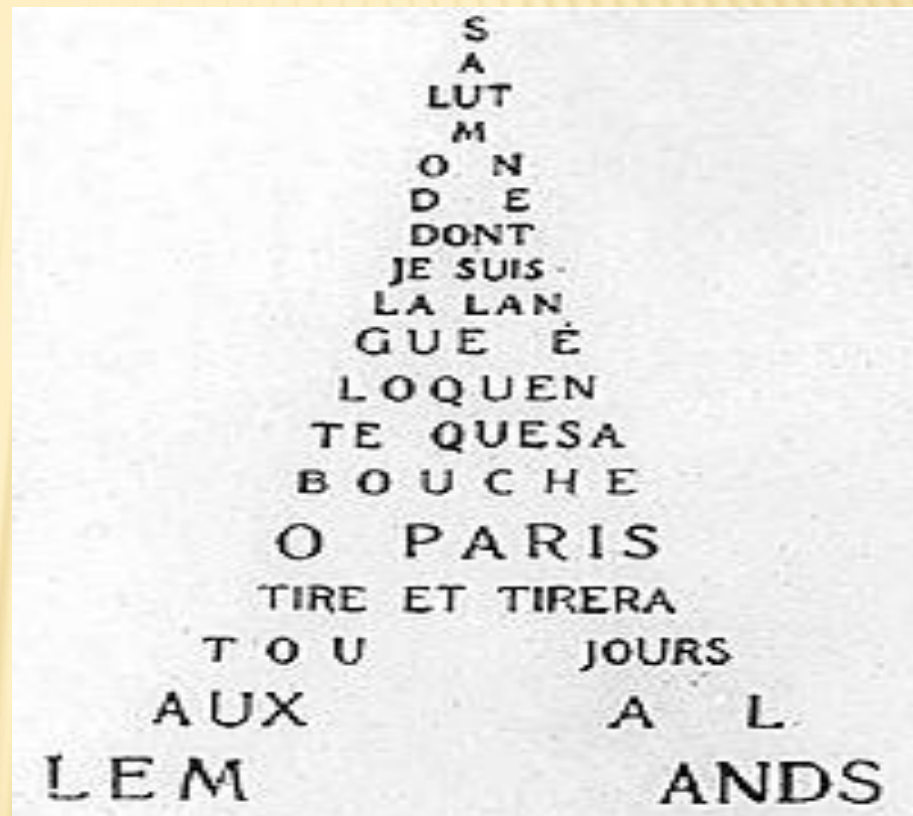 S
A
LUT
M
O N
D E
DONT
JE SUIS
LA LAN
GUE É
LOQUEN
TE QUESA
BOUCHE
O PARIS
TIRE ET TIRERA
TOU JOURS
AUX A L
LEM ANDS